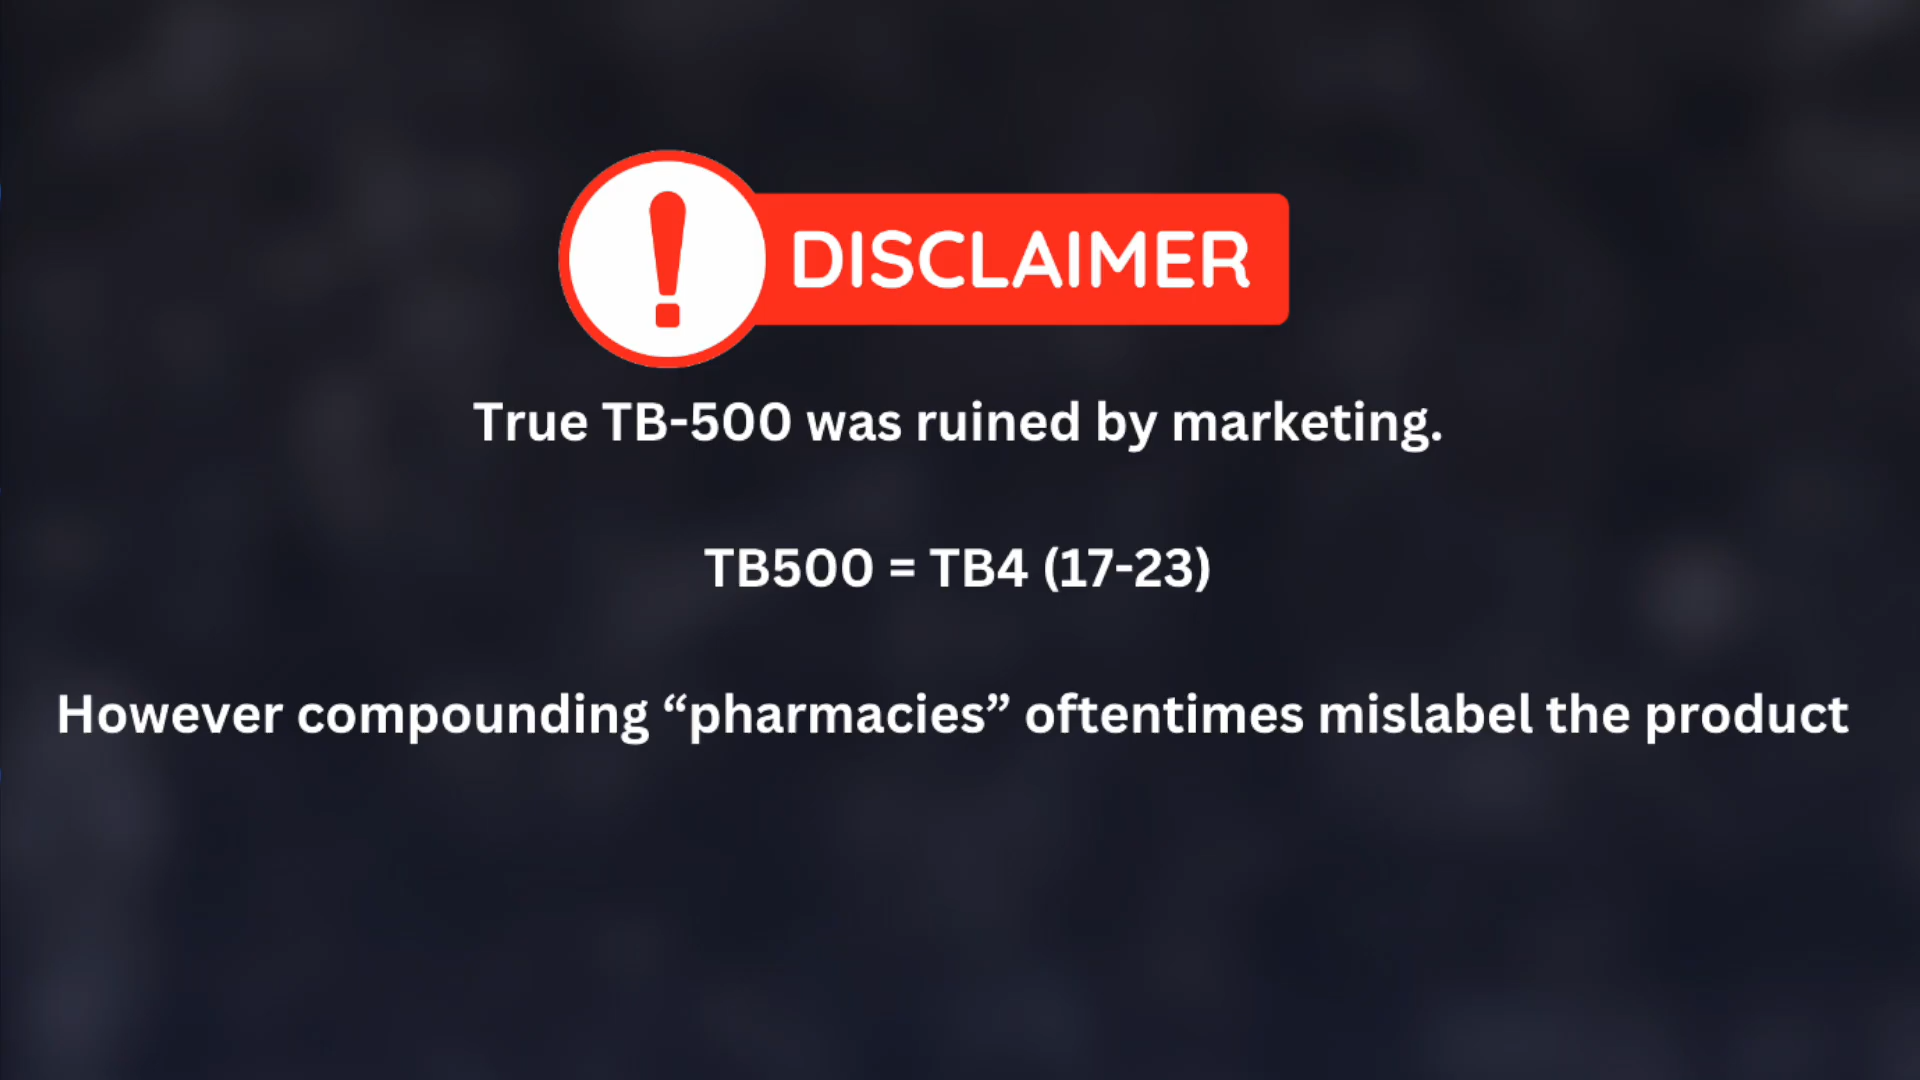 DISCLAIMER
True TB-500 was ruined by marketing.
TB500 = TB4 (17-23)
However compounding “pharmacies” oftentimes mislabel the product